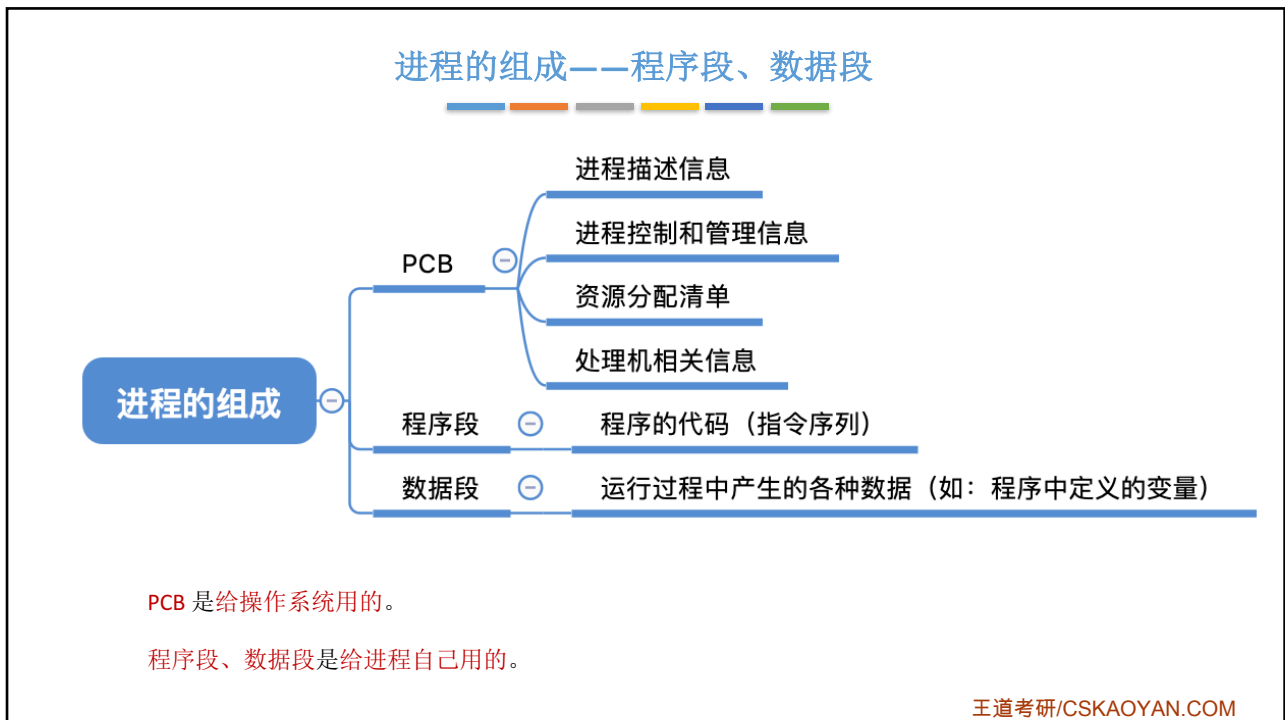 进程的组成——程序段、数据段
进程描述信息
进程控制和管理信息
PCB
资源分配清单
处理机相关信息
进程的组成
程序段
程序的代码（指令序列）
数据段
运行过程中产生的各种数据（如：程序中定义的变量）
PCB 是给操作系统用的。
程序段、数据段是给进程自己用的。
王道考研/CSKAOYAN.COM